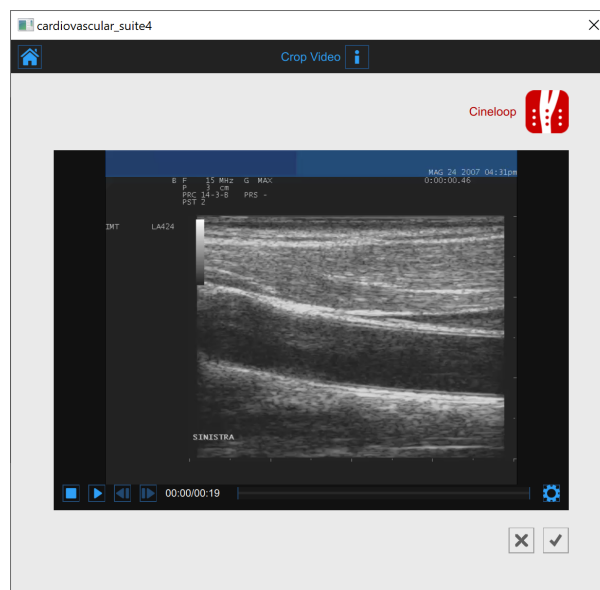 cardiovascular_suite4
Crop Video
Cineloop
MAG 24 2007 04:31pm
B F 15 MHz G MAX 0:00:00.46
P 3 cm
PRC 14-3-8 PRS -
PST 2
IMT LA424
SINISTRA
00:00/00:19